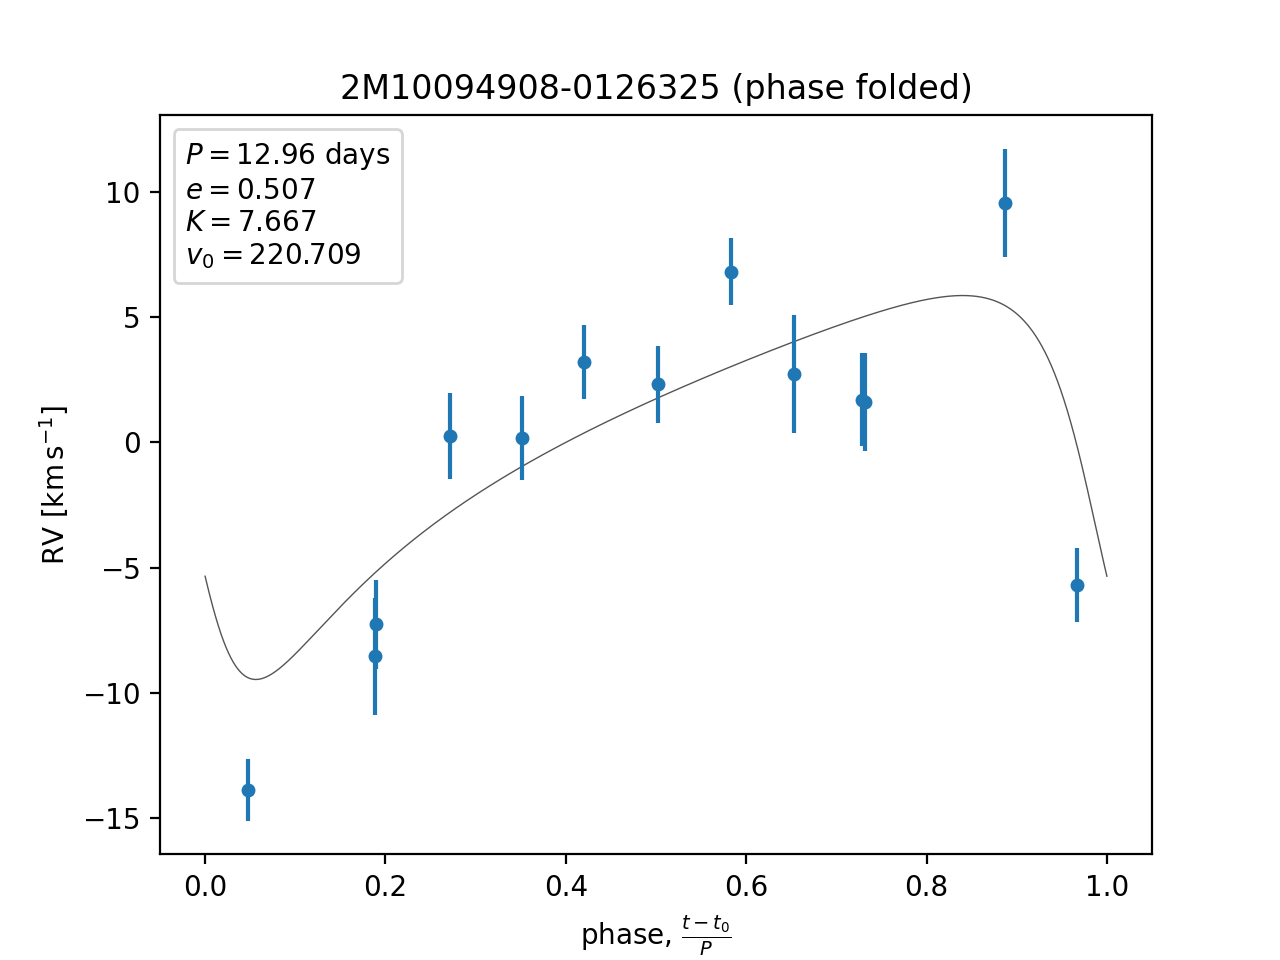 2M10094908-0126325 (phase folded)
P = 12.96 days
e = 0.507
K = 7.667
v₀ = 220.709
10
5
0
−5
−10
−15
RV [km s⁻¹]
0.0 0.2 0.4 0.6 0.8 1.0
phase, (t − t₀)/P